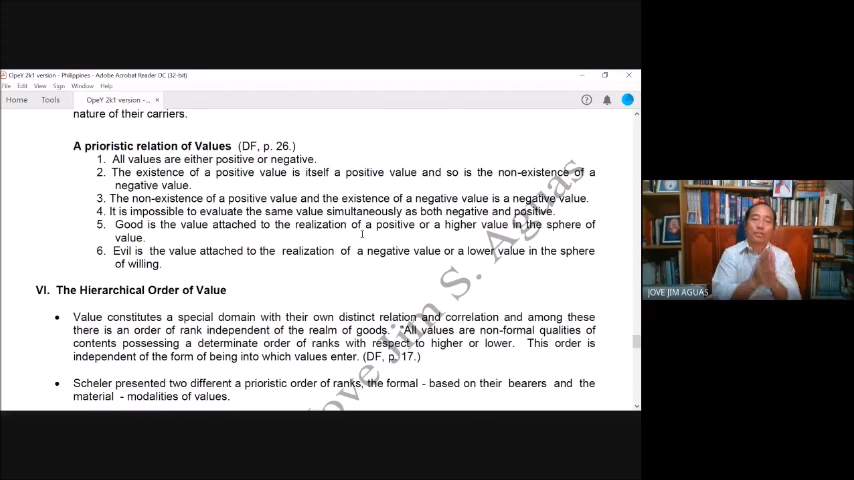 OpeY 2k1 version - Philippines - Adobe Acrobat Reader DC (32-bit)
File Edit View Sign Window Help
Home Tools OpeY 2k1 version -... ×
nature of their carriers.
A prioristic relation of Values (DF, p. 26.)
1. All values are either positive or negative.
2. The existence of a positive value is itself a positive value and so is the non-existence of a
negative value.
3. The non-existence of a positive value and the existence of a negative value is a negative value.
4. It is impossible to evaluate the same value simultaneously as both negative and positive.
5. Good is the value attached to the realization of a positive or a higher value in the sphere of
value.
6. Evil is the value attached to the realization of a negative value or a lower value in the sphere
of willing.
VI. The Hierarchical Order of Value
• Value constitutes a special domain with their own distinct relation and correlation and among these
there is an order of rank independent of the realm of goods. All values are non-formal qualities of
contents possessing a determinate order of ranks with respect to higher or lower. This order is
independent of the form of being into which values enter. (DF, p. 17.)
• Scheler presented two different a prioristic order of ranks, the formal - based on their bearers and the
material - modalities of values.
Jove Jim S. Aguas
JOVE JIM AGUAS